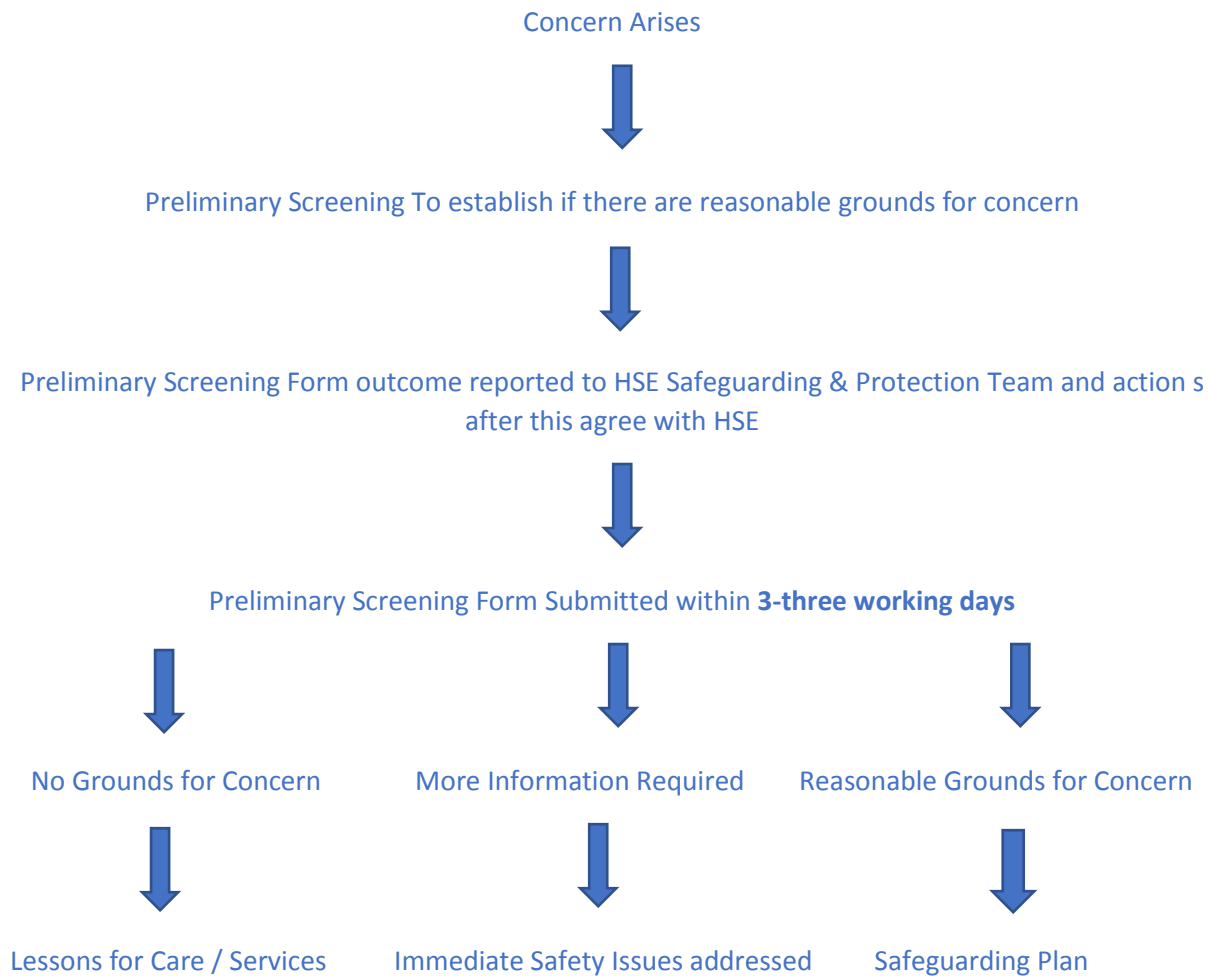 Concern Arises
Preliminary Screening To establish if there are reasonable grounds for concern
Preliminary Screening Form outcome reported to HSE Safeguarding & Protection Team and action s
after this agree with HSE
Preliminary Screening Form Submitted within 3-three working days
No Grounds for Concern
More Information Required
Reasonable Grounds for Concern
Lessons for Care / Services
Immediate Safety Issues addressed
Safeguarding Plan